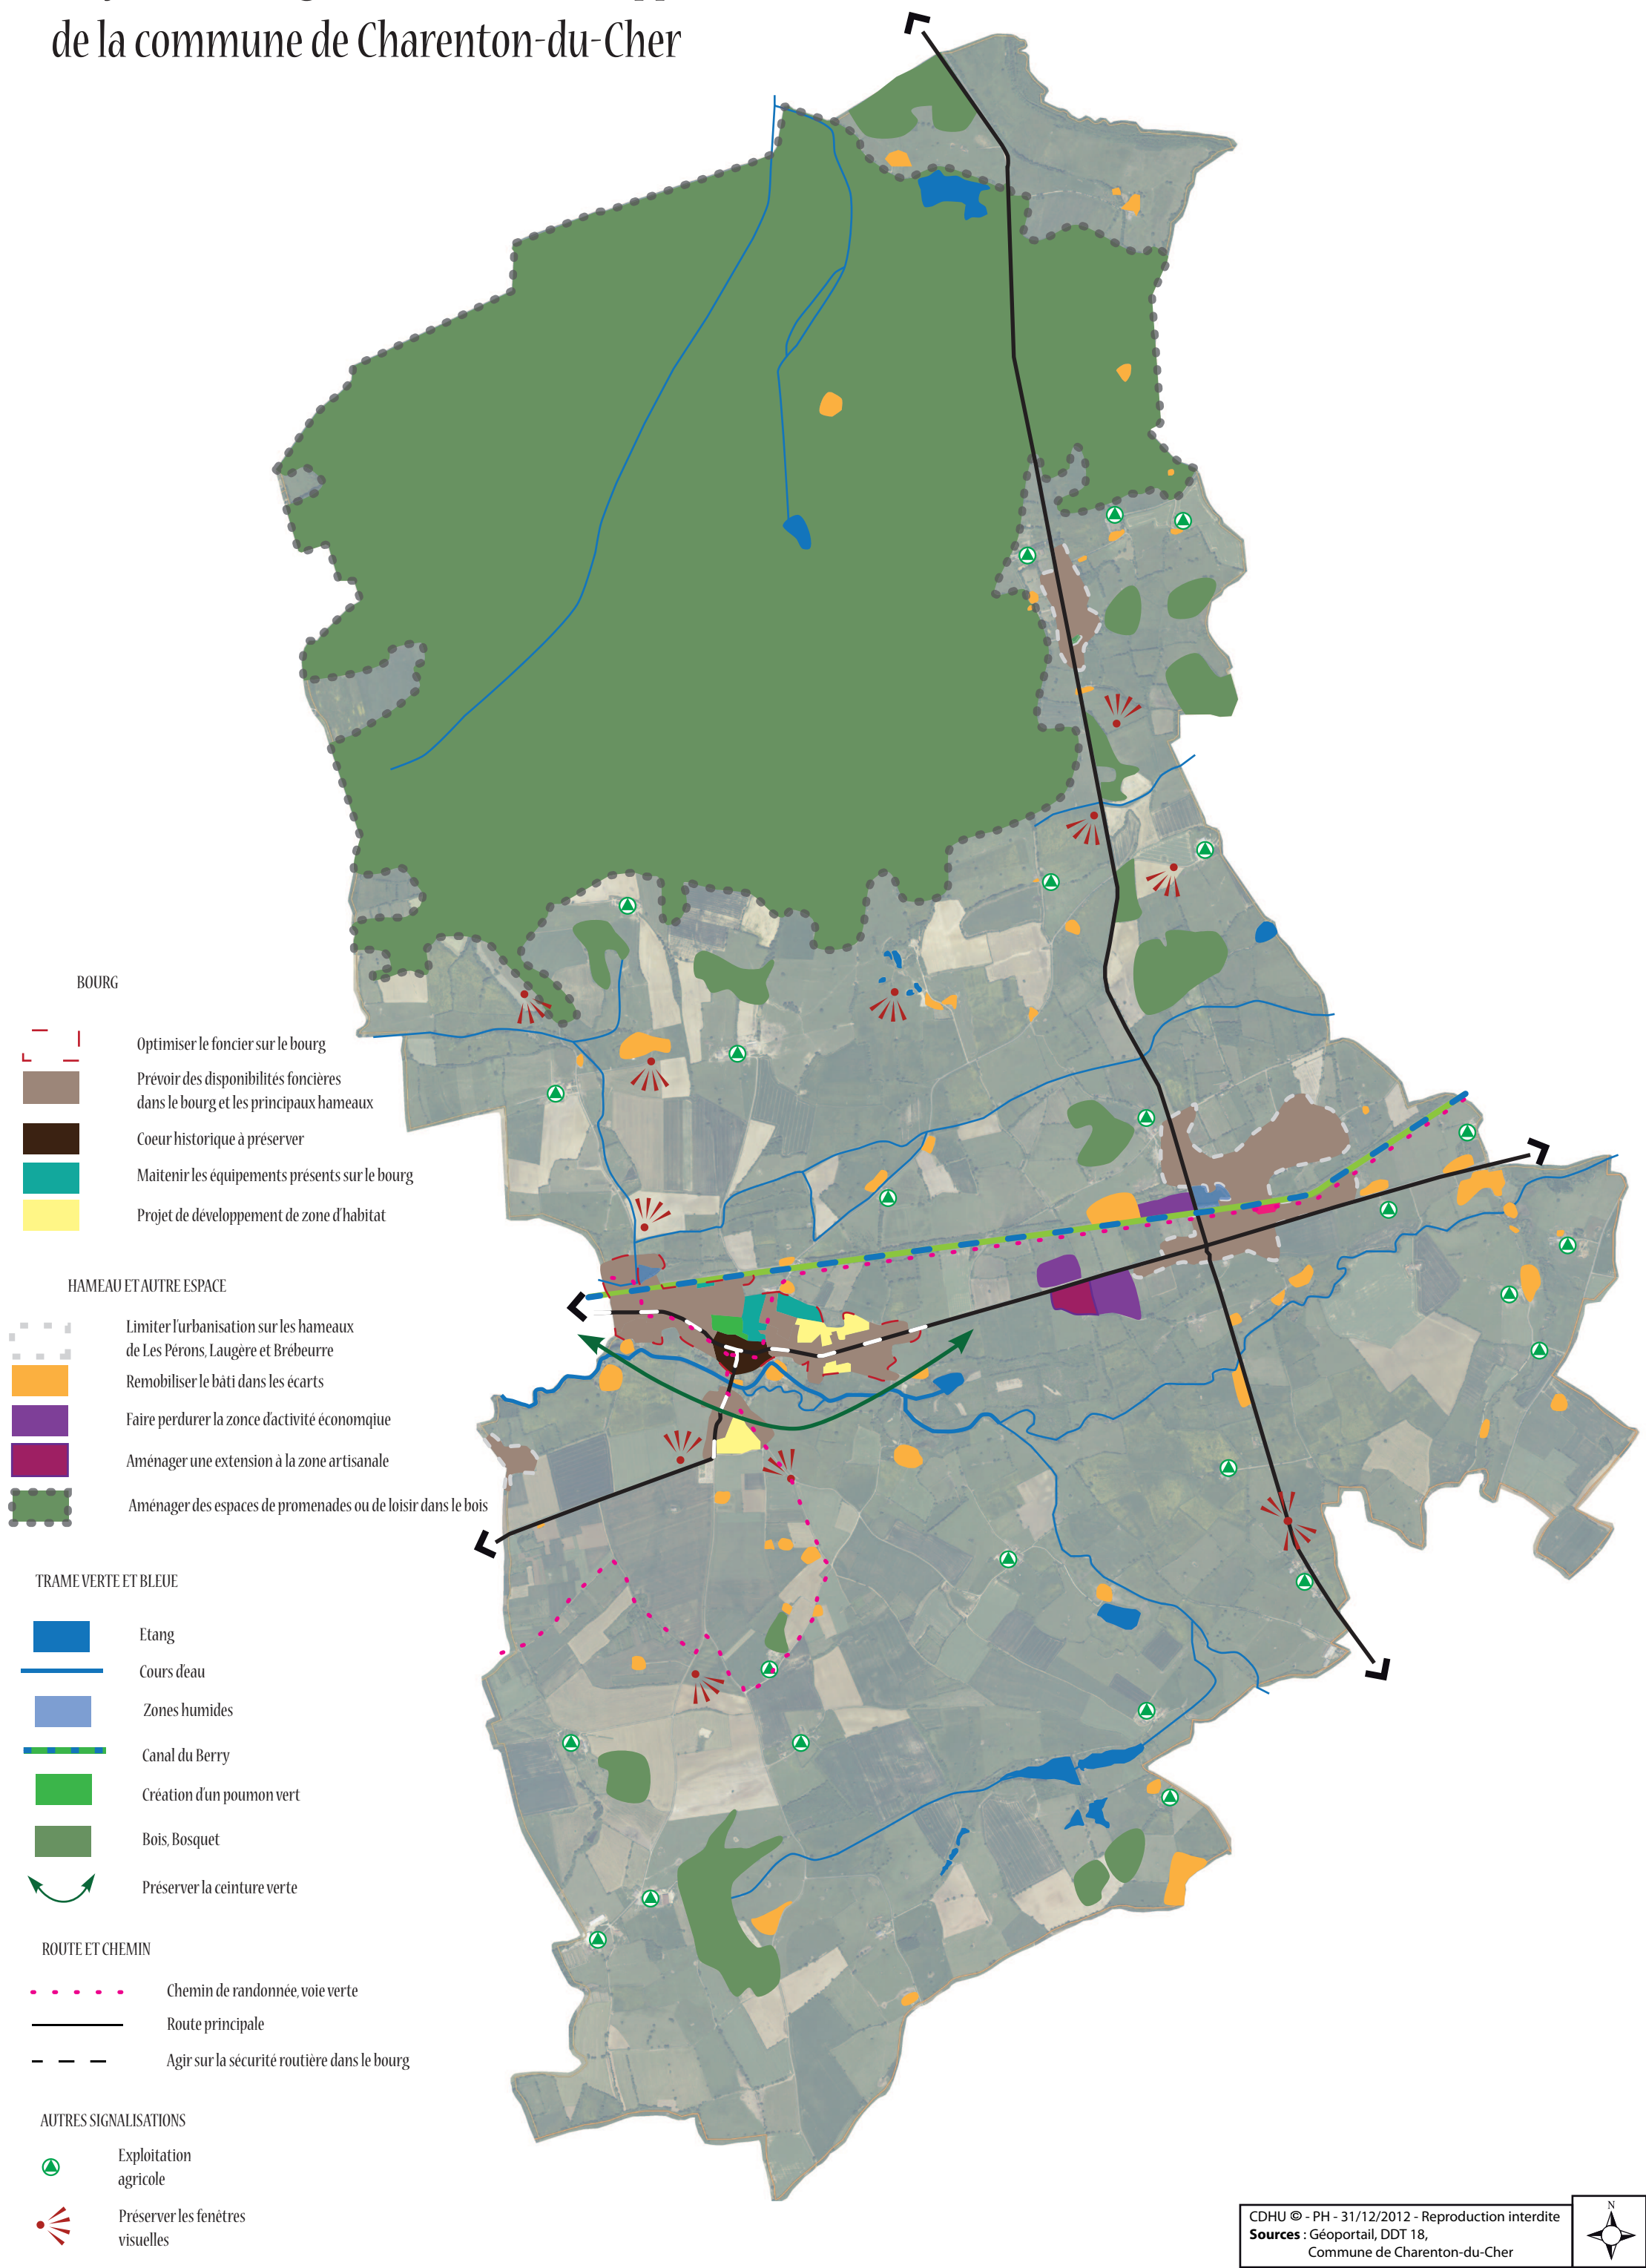 de la commune de Charenton-du-Cher
BOURG
Optimiser le foncier sur le bourg
Prévoir des disponibilités foncières
dans le bourg et les principaux hameaux
Coeur historique à préserver
Maitenir les équipements présents sur le bourg
Projet de développement de zone d'habitat
HAMEAU ET AUTRE ESPACE
Limiter l'urbanisation sur les hameaux
de Les Pérons, Laugère et Brébeurre
Remobiliser le bâti dans les écarts
Faire perdurer la zonce d'activité économqiue
Aménager une extension à la zone artisanale
Aménager des espaces de promenades ou de loisir dans le bois
TRAME VERTE ET BLEUE
Etang
Cours d'eau
Zones humides
Canal du Berry
Création d'un poumon vert
Bois, Bosquet
Préserver la ceinture verte
ROUTE ET CHEMIN
Chemin de randonnée, voie verte
Route principale
Agir sur la sécurité routière dans le bourg
AUTRES SIGNALISATIONS
Exploitation
agricole
Préserver les fenêtres
visuelles
CDHU © - PH - 31/12/2012 - Reproduction interdite
Sources : Géoportail, DDT 18,
Commune de Charenton-du-Cher
N